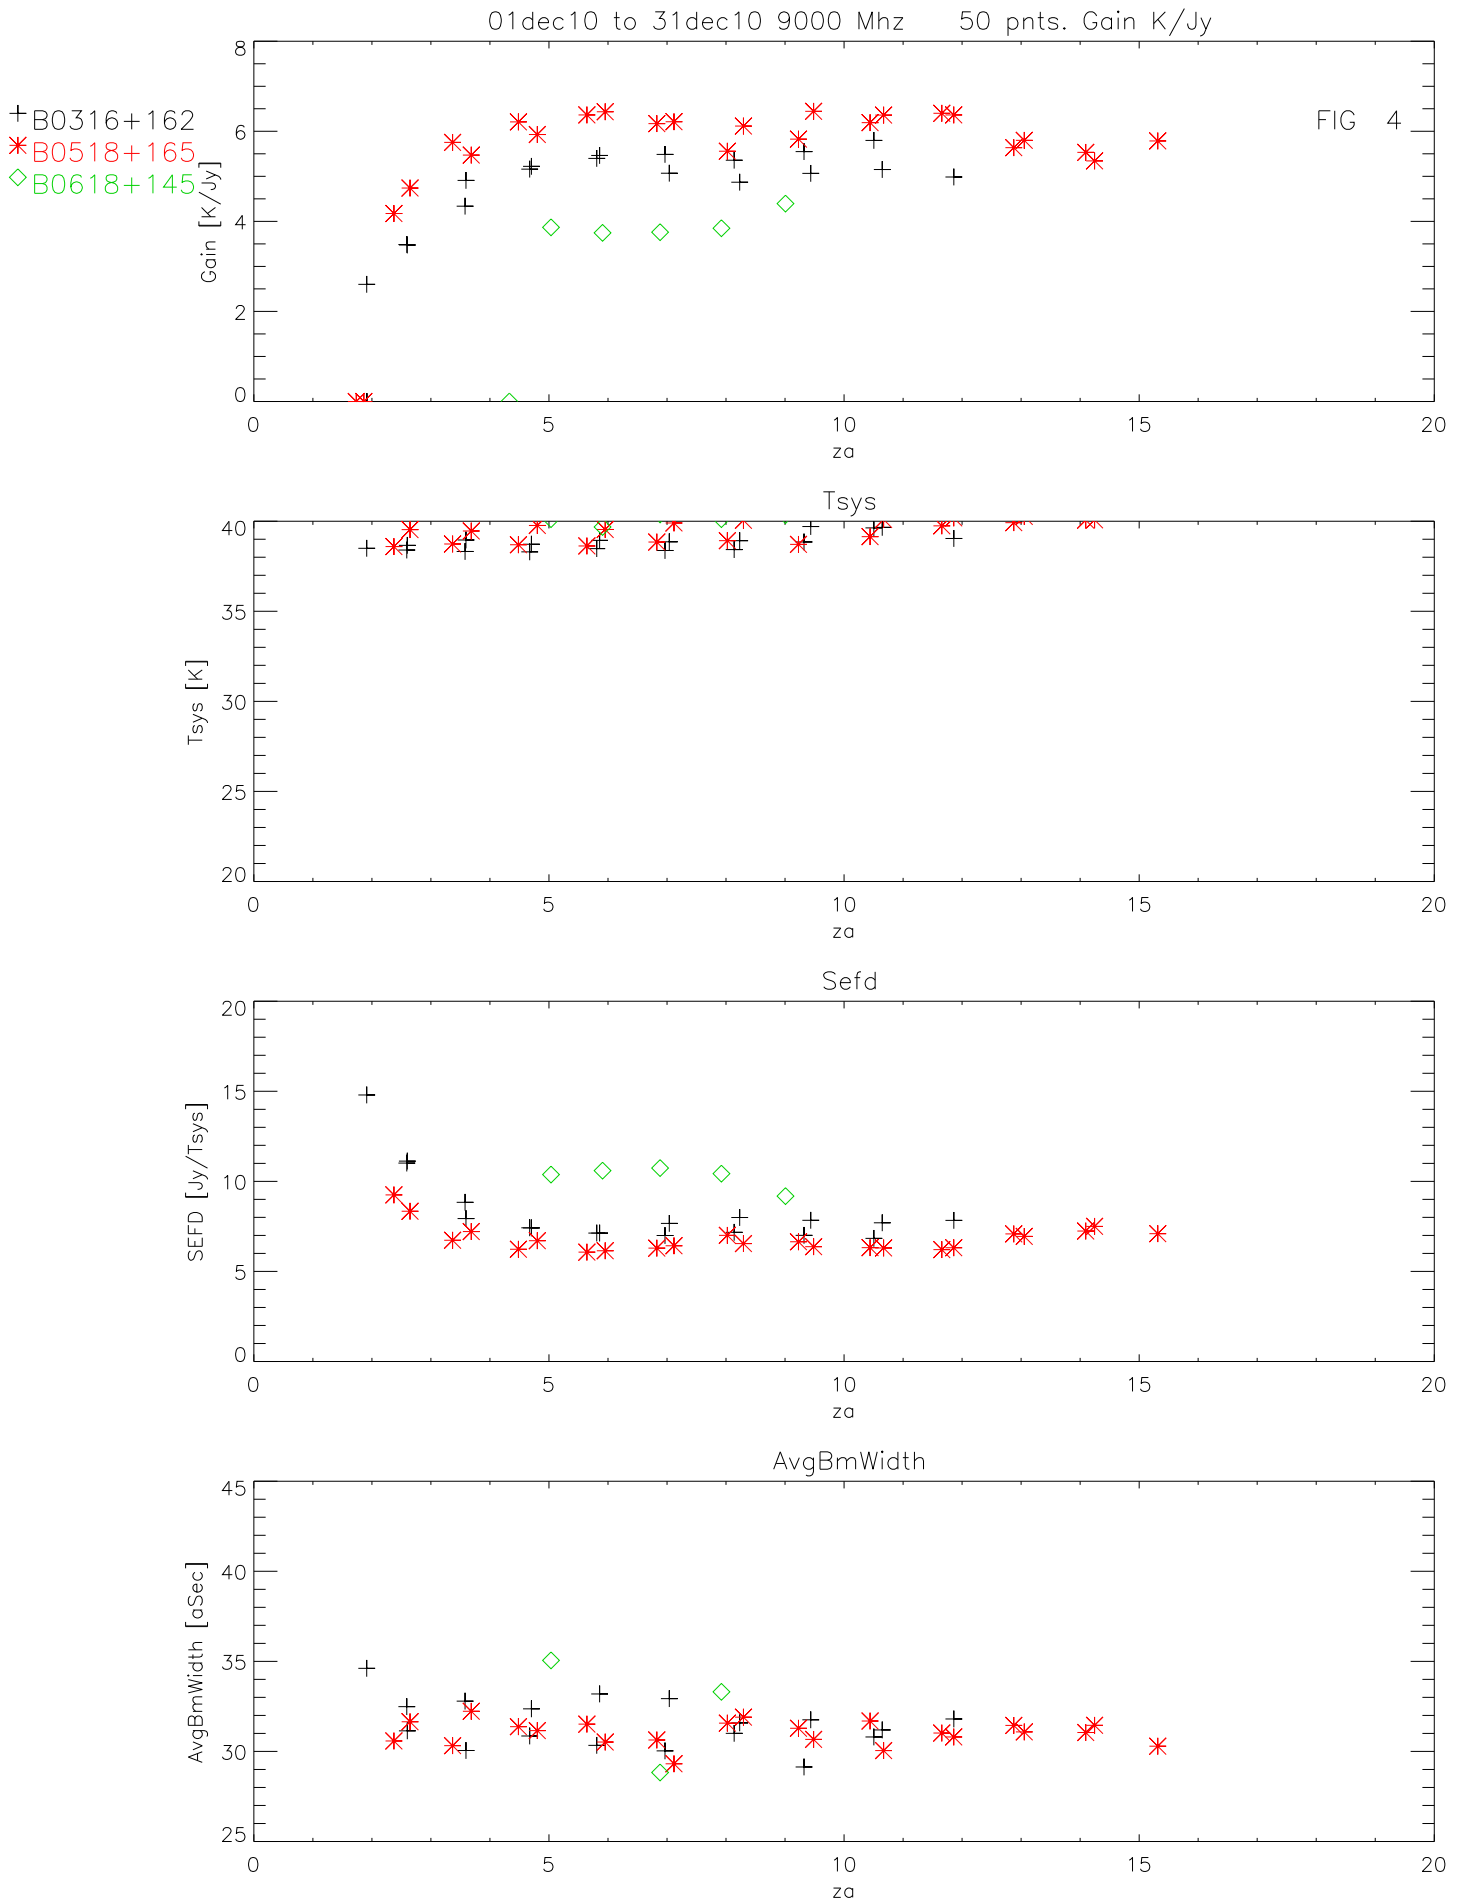 01dec10 to 31dec10 9000 Mhz 50 pnts. Gain K/Jy
B0316+162
B0518+165
B0618+145
FIG 4
Gain [K/Jy]
8
6
4
2
0
0 5 10 15 20
za
Tsys
Tsys [K]
40
35
30
25
20
0 5 10 15 20
za
Sefd
SEFD [Jy/Tsys]
20
15
10
5
0
0 5 10 15 20
za
AvgBmWidth
AvgBmWidth [aSec]
45
40
35
30
25
0 5 10 15 20
za